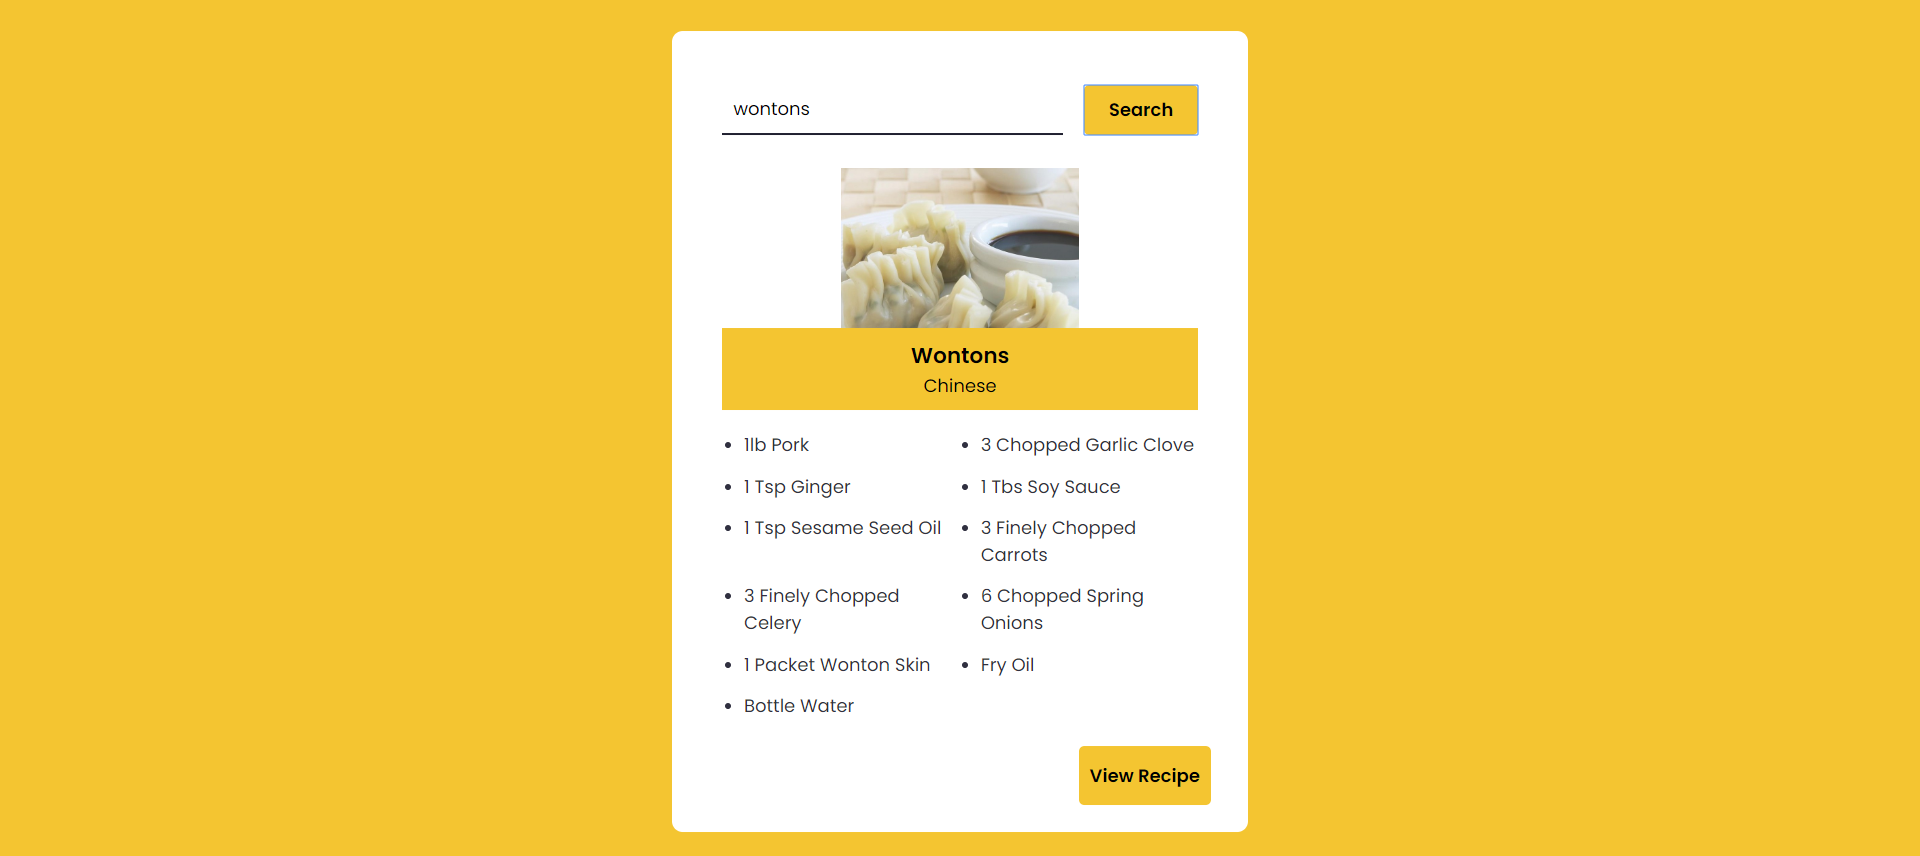 wontons
Search
Wontons
Chinese
1lb Pork
3 Chopped Garlic Clove
1 Tsp Ginger
1 Tbs Soy Sauce
1 Tsp Sesame Seed Oil
3 Finely Chopped
Carrots
3 Finely Chopped
Celery
6 Chopped Spring
Onions
1 Packet Wonton Skin
Fry Oil
Bottle Water
View Recipe